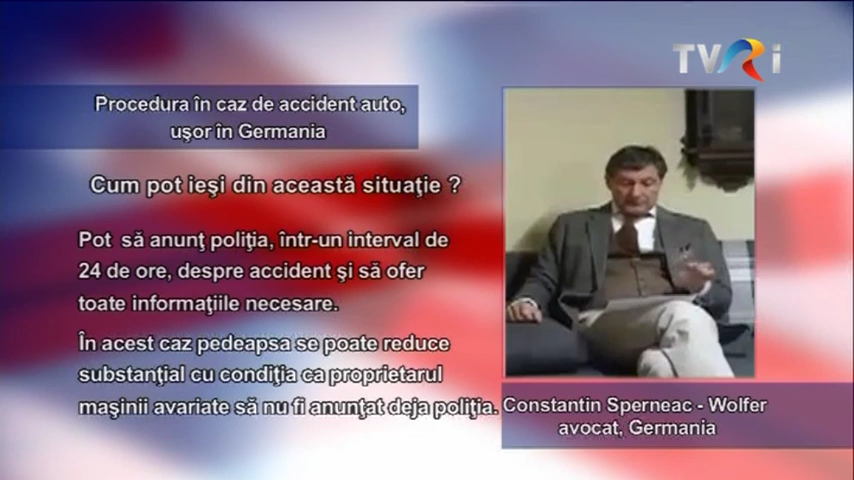 TVRi
Procedura în caz de accident auto,
uşor în Germania
Cum pot ieşi din această situaţie ?
Pot să anunţ poliţia, într-un interval de
24 de ore, despre accident şi să ofer
toate informaţiile necesare.
În acest caz pedeapsa se poate reduce
substanţial cu condiţia ca proprietarul
maşinii avariate să nu fi anunţat deja poliţia.
Constantin Sperneac - Wolfer
avocat, Germania